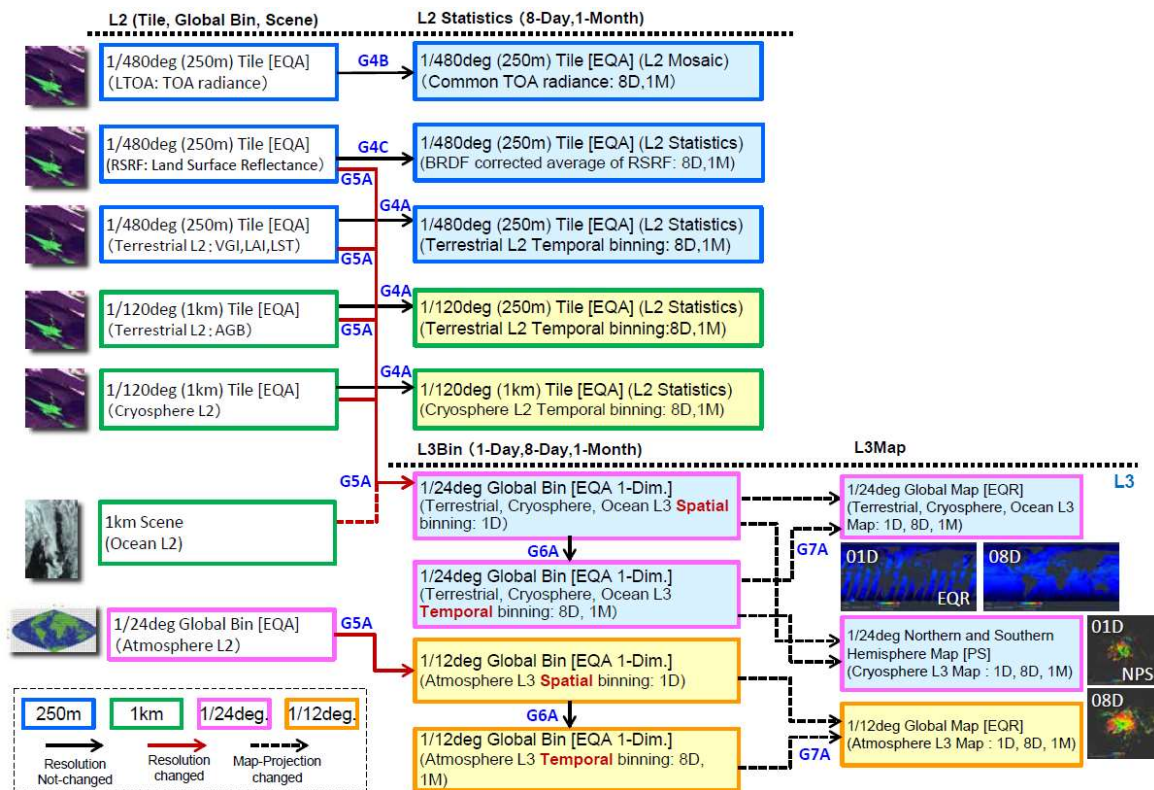 L2 (Tile, Global Bin, Scene)
L2 Statistics (8-Day,1-Month)
1/480deg (250m) Tile [EQA]
(LTOA: TOA radiance)
G4B
1/480deg (250m) Tile [EQA] (L2 Mosaic)
(Common TOA radiance: 8D,1M)
1/480deg (250m) Tile [EQA]
(RSRF: Land Surface Reflectance)
G4C
G5A
1/480deg (250m) Tile [EQA] (L2 Statistics)
(BRDF corrected average of RSRF: 8D,1M)
1/480deg (250m) Tile [EQA]
(Terrestrial L2 ; VGI,LAI,LST)
G4A
G5A
1/480deg (250m) Tile [EQA] (L2 Statistics)
(Terrestrial L2 Temporal binning: 8D,1M)
1/120deg (1km) Tile [EQA]
(Terrestrial L2 ; AGB)
G4A
G5A
1/120deg (250m) Tile [EQA] (L2 Statistics)
(Terrestrial L2 Temporal binning:8D,1M)
1/120deg (1km) Tile [EQA]
(Cryosphere L2)
G4A
1/120deg (1km) Tile [EQA] (L2 Statistics)
(Cryosphere L2 Temporal binning: 8D,1M)
L3Bin (1-Day,8-Day,1-Month)
L3Map
L3
G5A
1km Scene
(Ocean L2)
1/24deg Global Bin [EQA 1-Dim.]
(Terrestrial, Cryosphere, Ocean L3 Spatial
binning: 1D)
1/24deg Global Map [EQR]
(Terrestrial, Cryosphere, Ocean L3
Map: 1D, 8D, 1M)
G6A
G7A
01D
EQR
08D
1/24deg Global Bin [EQA 1-Dim.]
(Terrestrial, Cryosphere, Ocean L3
Temporal binning: 8D, 1M)
1/24deg Global Bin [EQA]
(Atmosphere L2)
G5A
1/24deg Northern and Southern
Hemisphere Map [PS]
(Cryosphere L3 Map : 1D, 8D, 1M)
01D
NPS
1/12deg Global Bin [EQA 1-Dim.]
(Atmosphere L3 Spatial binning: 1D)
08D
G6A
1/12deg Global Map [EQR]
(Atmosphere L3 Map : 1D, 8D, 1M)
G7A
1/12deg Global Bin [EQA 1-Dim.]
(Atmosphere L3 Temporal binning: 8D,
1M)
250m
1km
1/24deg.
1/12deg.
Resolution
Not-changed
Resolution
changed
Map-Projection
changed